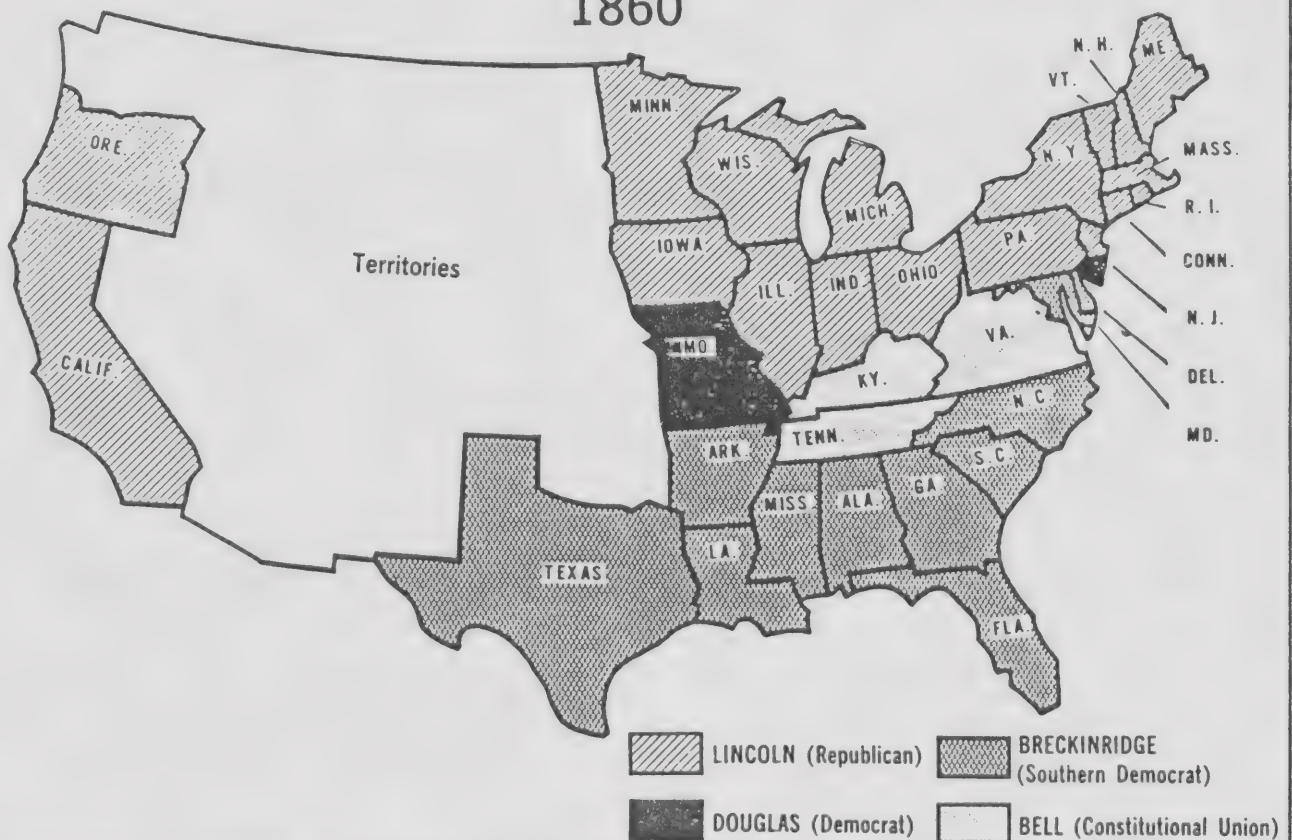 1860
N. H.
ME.
VT.
MINN.
ORE.
MASS.
N.Y.
WIS.
R. I.
MICH.
PA.
IOWA
CONN.
Territories
OHIO
IND.
ILL.
N. J.
VA.
MO.
CALIF.
DEL.
KY.
N.C.
MD.
TENN.
ARK.
S.C.
GA.
MISS.
ALA.
LA.
TEXAS
FLA.
LINCOLN (Republican)
BRECKINRIDGE
(Southern Democrat)
DOUGLAS (Democrat)
BELL (Constitutional Union)